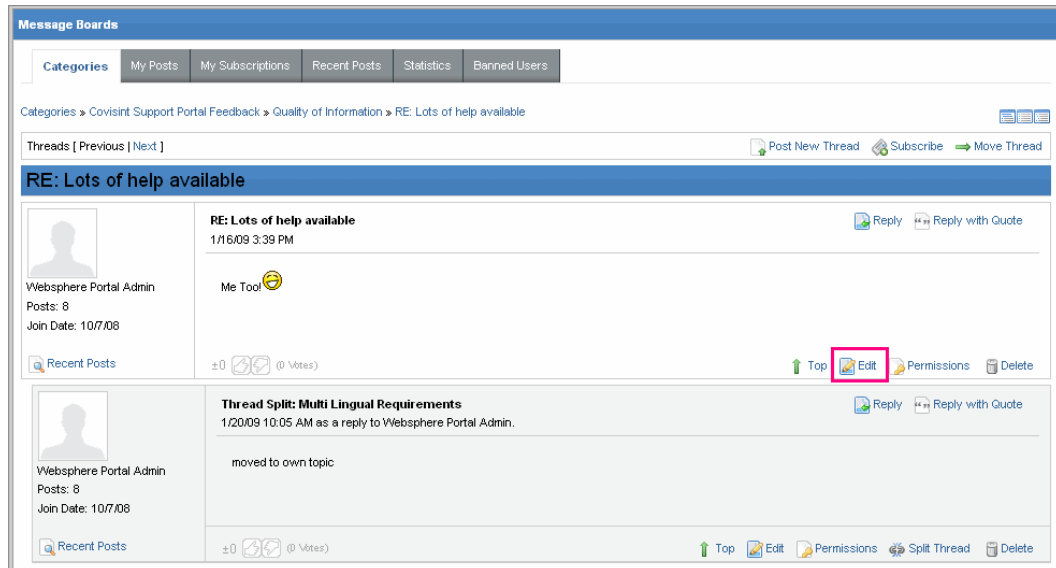 Message Boards
Categories My Posts My Subscriptions Recent Posts Statistics Banned Users
Categories » Covisint Support Portal Feedback » Quality of Information » RE: Lots of help available
Threads [ Previous | Next ] Post New Thread Subscribe Move Thread
RE: Lots of help available
RE: Lots of help available Reply Reply with Quote
1/16/09 3:39 PM
Me Too!
Websphere Portal Admin
Posts: 8
Join Date: 10/7/08
Recent Posts ±0 (0 Votes) Top Edit Permissions Delete
Thread Split: Multi Lingual Requirements Reply Reply with Quote
1/20/09 10:05 AM as a reply to Websphere Portal Admin.
moved to own topic
Websphere Portal Admin
Posts: 8
Join Date: 10/7/08
Recent Posts ±0 (0 Votes) Top Edit Permissions Split Thread Delete